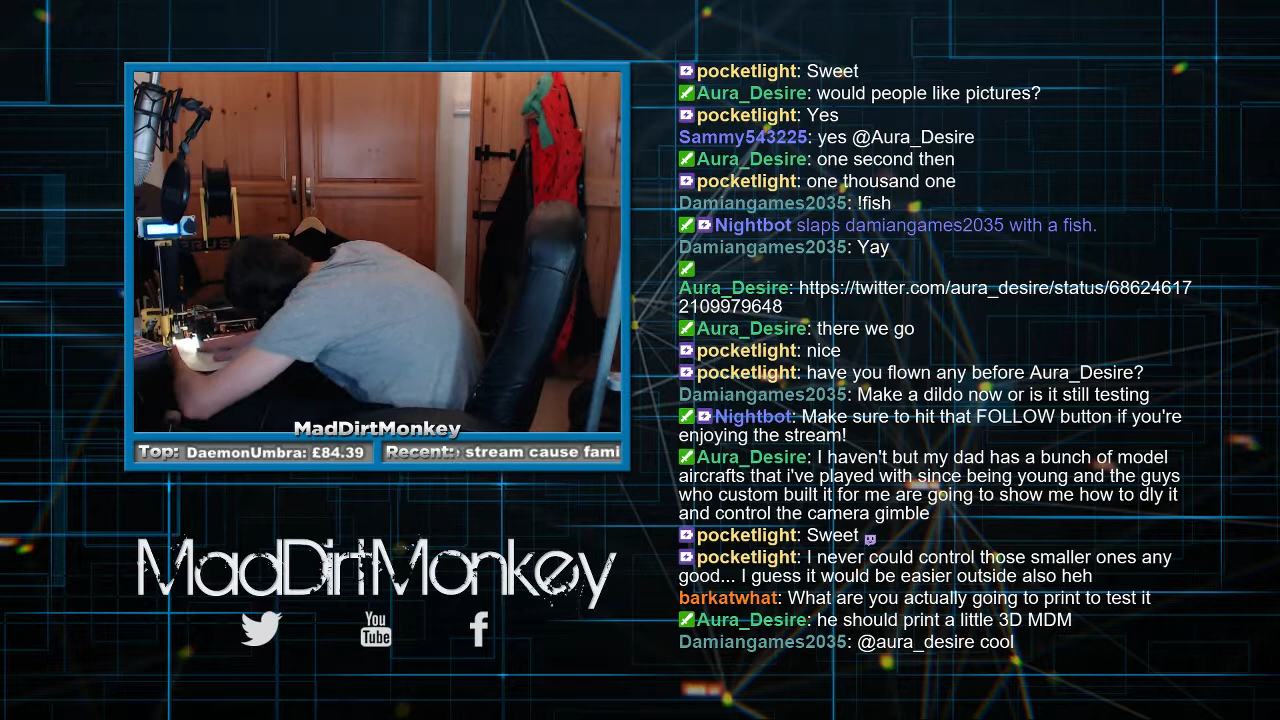 pocketlight: Sweet
Aura_Desire: would people like pictures?
pocketlight: Yes
Sammy543225: yes @Aura_Desire
Aura_Desire: one second then
pocketlight: one thousand one
Damiangames2035: !fish
Nightbot slaps damiangames2035 with a fish.
Damiangames2035: Yay
Aura_Desire: https://twitter.com/aura_desire/status/68624617
2109979648
Aura_Desire: there we go
pocketlight: nice
pocketlight: have you flown any before Aura_Desire?
Damiangames2035: Make a dildo now or is it still testing
Nightbot: Make sure to hit that FOLLOW button if you're
enjoying the stream!
Aura_Desire: I haven't but my dad has a bunch of model
aircrafts that i've played with since being young and the guys
who custom built it for me are going to show me how to dly it
and control the camera gimble
pocketlight: Sweet
pocketlight: I never could control those smaller ones any
good... I guess it would be easier outside also heh
barkatwhat: What are you actually going to print to test it
Aura_Desire: he should print a little 3D MDM
Damiangames2035: @aura_desire cool
MadDirtMonkey
Top: DaemonUmbra: £84.39
Recent: stream cause fami
MadDirtMonkey
You
Tube